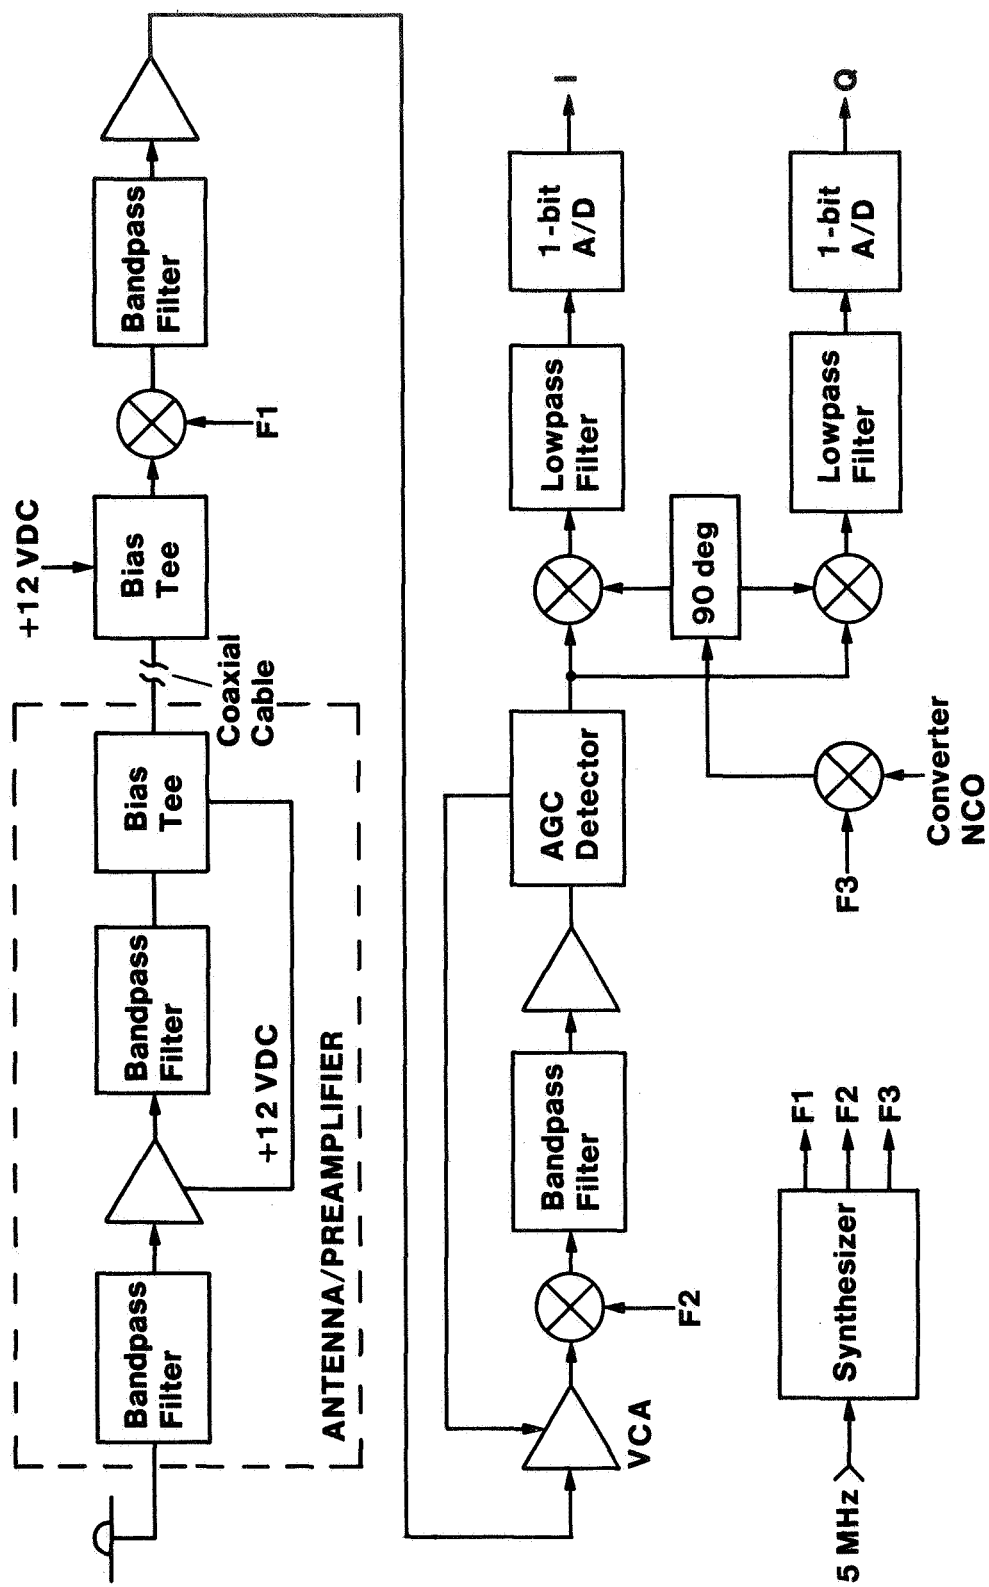 Bandpass
Filter
Bandpass
Filter
Bias
Tee
+12 VDC
ANTENNA/PREAMPLIFIER
Coaxial
Cable
+12 VDC
Bias
Tee
F1
Bandpass
Filter
VCA
F2
Bandpass
Filter
AGC
Detector
Lowpass
Filter
1-bit
A/D
I
90 deg
Lowpass
Filter
1-bit
A/D
Q
5 MHz
Synthesizer
F1
F2
F3
F3
Converter
NCO